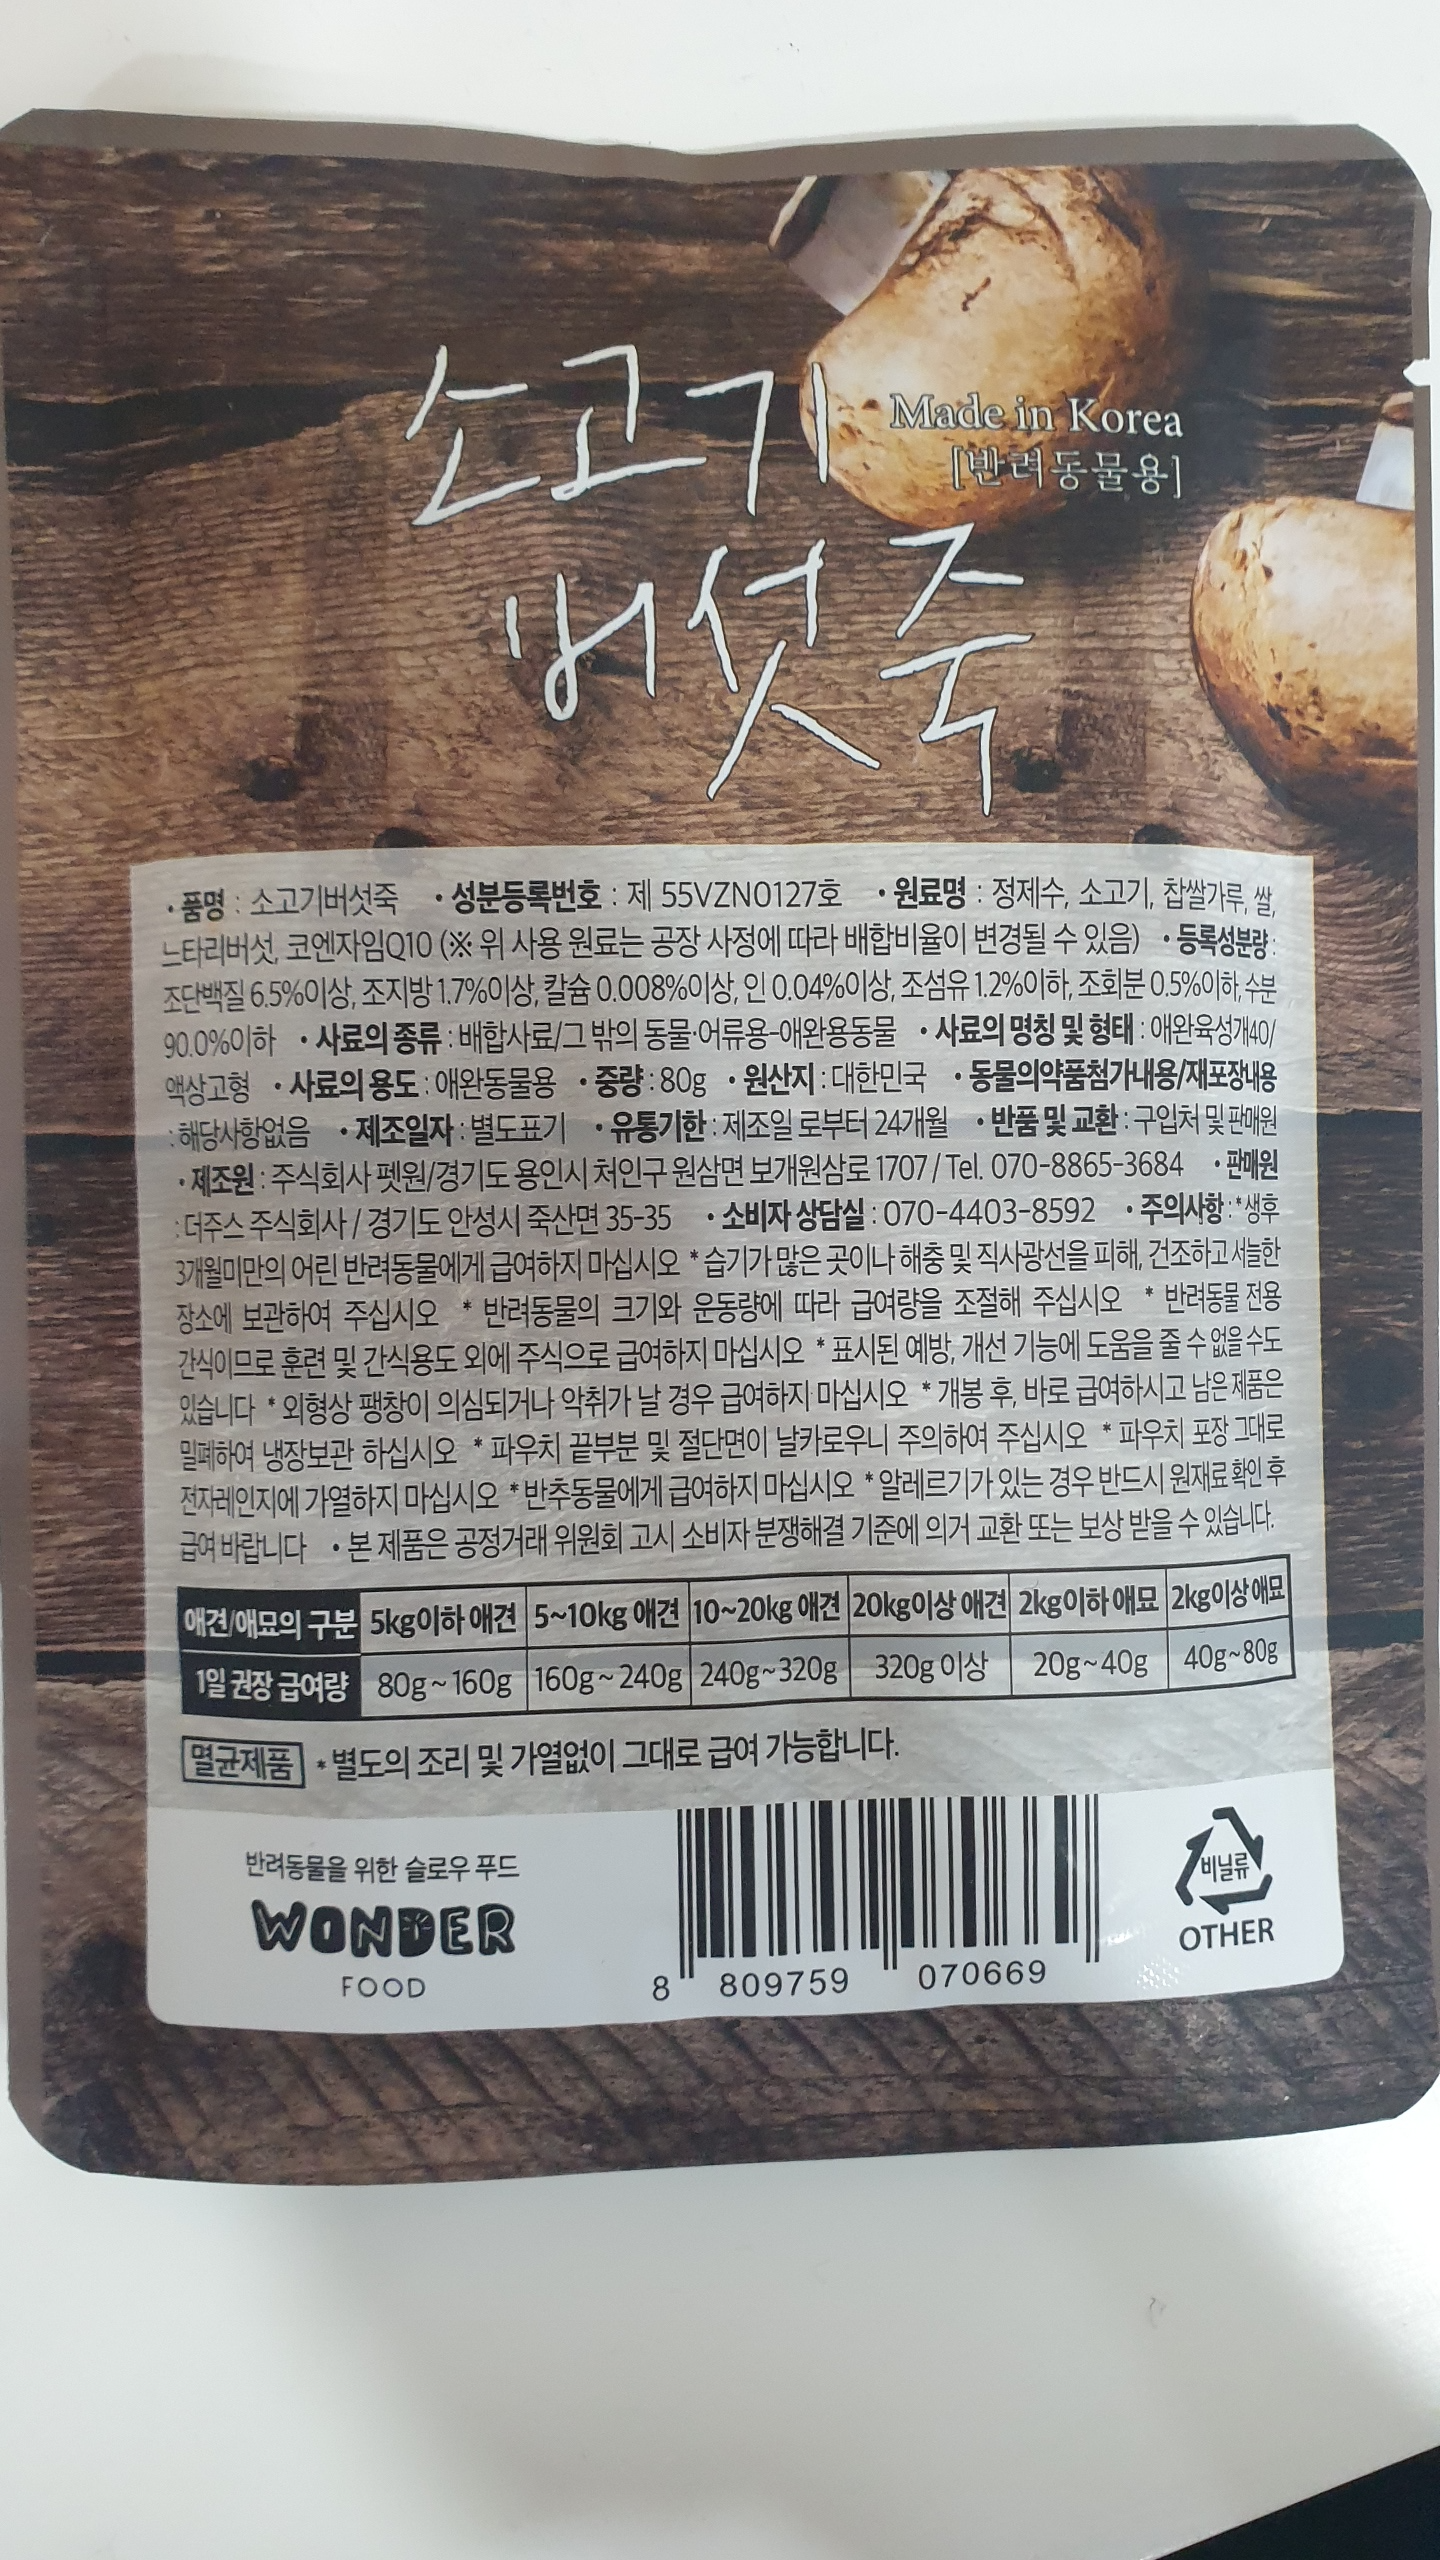 소고기
Made in Korea
[반려동물용]
버섯죽
• 품명 : 소고기버섯죽 • 성분등록번호 : 제 55VZN0127호 • 원료명 : 정제수, 소고기, 찹쌀가루, 쌀,
느타리버섯, 코엔자임Q10 (※ 위 사용 원료는 공장 사정에 따라 배합비율이 변경될 수 있음) • 등록성분량 :
조단백질 6.5%이상, 조지방 1.7%이상, 칼슘 0.008%이상, 인 0.04%이상, 조섬유 1.2%이하, 조회분 0.5%이하, 수분
90.0%이하 • 사료의 종류 : 배합사료/그 밖의 동물·어류용-애완용동물 • 사료의 명칭 및 형태 : 애완육성개40/
액상고형 • 사료의 용도 : 애완동물용 • 중량 : 80g • 원산지 : 대한민국 • 동물의약품첨가내용/재포장내용
: 해당사항없음 • 제조일자 : 별도표기 • 유통기한 : 제조일 로부터 24개월 • 반품 및 교환 : 구입처 및 판매원
• 제조원 : 주식회사 펫원/경기도 용인시 처인구 원삼면 보개원삼로 1707 / Tel. 070-8865-3684 • 판매원
: 더주스 주식회사 / 경기도 안성시 죽산면 35-35 • 소비자 상담실 : 070-4403-8592 • 주의사항 : * 생후
3개월미만의 어린 반려동물에게 급여하지 마십시오 * 습기가 많은 곳이나 해충 및 직사광선을 피해, 건조하고 서늘한
장소에 보관하여 주십시오 * 반려동물의 크기와 운동량에 따라 급여량을 조절해 주십시오 * 반려동물 전용
간식이므로 훈련 및 간식용도 외에 주식으로 급여하지 마십시오 * 표시된 예방, 개선 기능에 도움을 줄 수 없을 수도
있습니다 * 외형상 팽창이 의심되거나 악취가 날 경우 급여하지 마십시오 * 개봉 후, 바로 급여하시고 남은 제품은
밀폐하여 냉장보관 하십시오 * 파우치 끝부분 및 절단면이 날카로우니 주의하여 주십시오 * 파우치 포장 그대로
전자레인지에 가열하지 마십시오 * 반추동물에게 급여하지 마십시오 * 알레르기가 있는 경우 반드시 원재료 확인 후
급여 바랍니다 • 본 제품은 공정거래 위원회 고시 소비자 분쟁해결 기준에 의거 교환 또는 보상 받을 수 있습니다.
애견/애묘의 구분 5kg이하 애견 5~10kg 애견 10~20kg 애견 20kg이상 애견 2kg이하 애묘 2kg이상 애묘
1일 권장 급여량 80g~160g 160g~240g 240g~320g 320g 이상 20g~40g 40g~80g
멸균제품 * 별도의 조리 및 가열없이 그대로 급여 가능합니다.
반려동물을 위한 슬로우 푸드
WONDER
FOOD
8 809759 070669
비닐류
OTHER